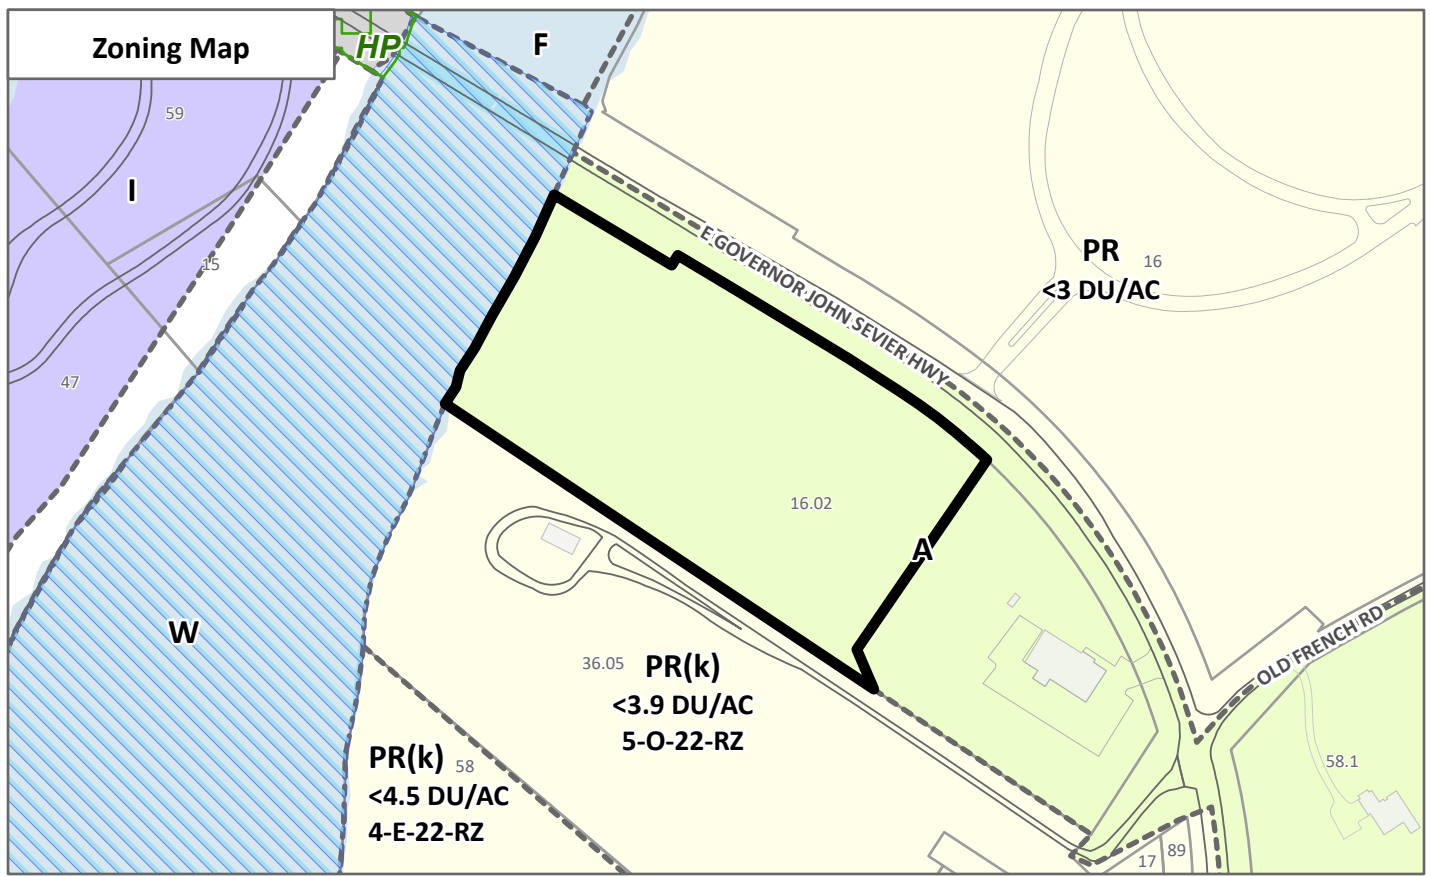 Zoning Map
HP
F
59
I
15
47
E GOVERNOR JOHN SEVIER HWY
PR
16
<3 DU/AC
16.02
A
W
36.05
PR(k)
<3.9 DU/AC
5-O-22-RZ
OLD FRENCH RD
PR(k)
58
<4.5 DU/AC
4-E-22-RZ
58.1
17
89